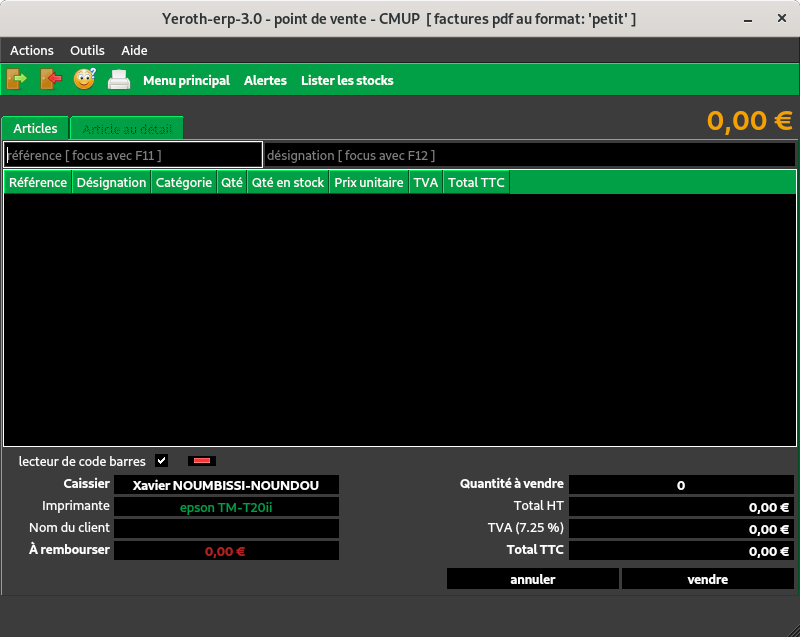 Yeroth-erp-3.0 - point de vente - CMUP [ factures pdf au format: 'petit' ]
Actions Outils Aide
Menu principal Alertes Lister les stocks
0,00 €
Articles Article au détail
référence [ focus avec F11 ] désignation [ focus avec F12 ]
Référence Désignation Catégorie Qté Qté en stock Prix unitaire TVA Total TTC
lecteur de code barres
Caissier Xavier NOUMBISSI-NOUNDOU
Imprimante epson TM-T20ii
Nom du client
À rembourser 0,00 €
Quantité à vendre 0
Total HT 0,00 €
TVA (7.25 %) 0,00 €
Total TTC 0,00 €
annuler vendre